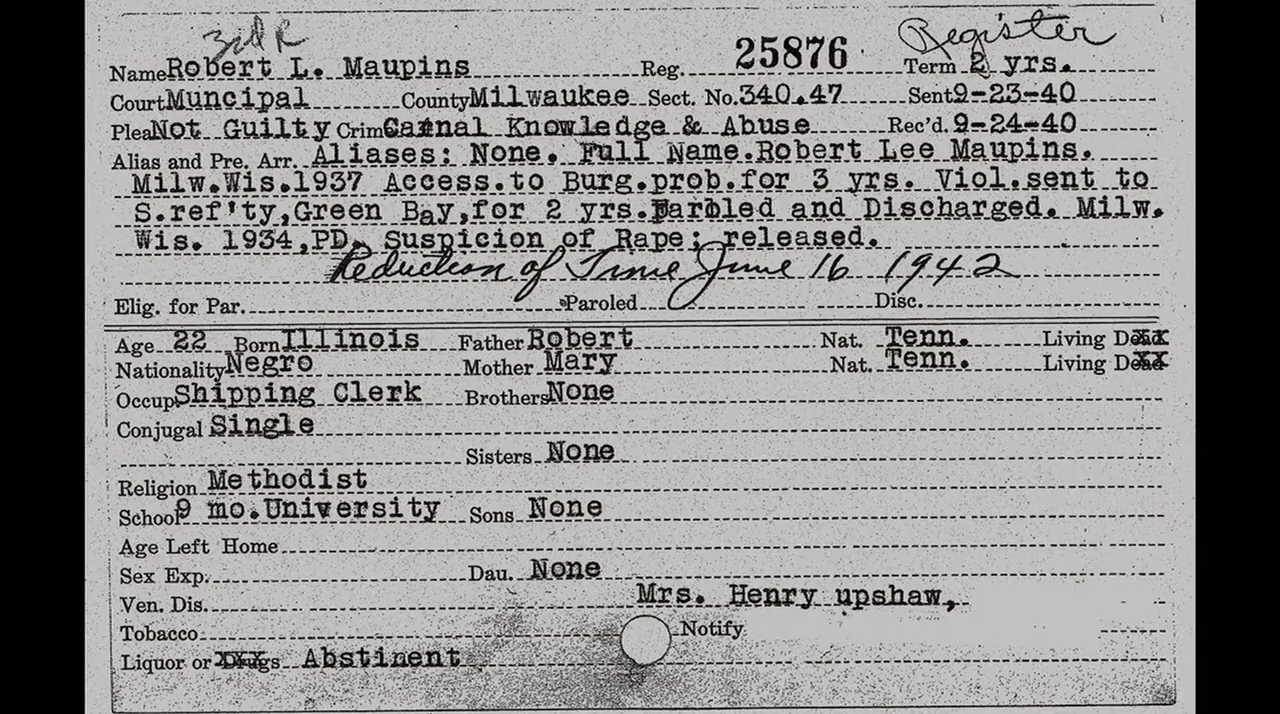 3rd R
Name Robert L. Maupins Reg. 25876 Register Term 2 yrs.
Court Muncipal County Milwaukee Sect. No. 340.47 Sent 9-23-40
Plea Not Guilty Crim Carnal Knowledge & Abuse Rec'd. 9-24-40
Alias and Pre. Arr. Aliases: None. Full Name.Robert Lee Maupins.
Milw.Wis.1937 Access.to Burg.prob.for 3 yrs. Viol.sent to
S.ref'ty,Green Bay,for 2 yrs.Parbled and Discharged. Milw.
Wis. 1934,PD. Suspicion of Rape; released.
Reduction of Time June 16 1942
Elig. for Par. Paroled Disc.
Age 22 Born Illinois Father Robert Nat. Tenn. Living Dead
Nationality Negro Mother Mary Nat. Tenn. Living Dead
Occup Shipping Clerk Brothers None
Conjugal Single
Sisters None
Religion Methodist
School 9 mo.University Sons None
Age Left Home
Sex Exp. Dau. None
Ven. Dis. Mrs. Henry upshaw,
Tobacco Notify
Liquor or Drugs Abstinent